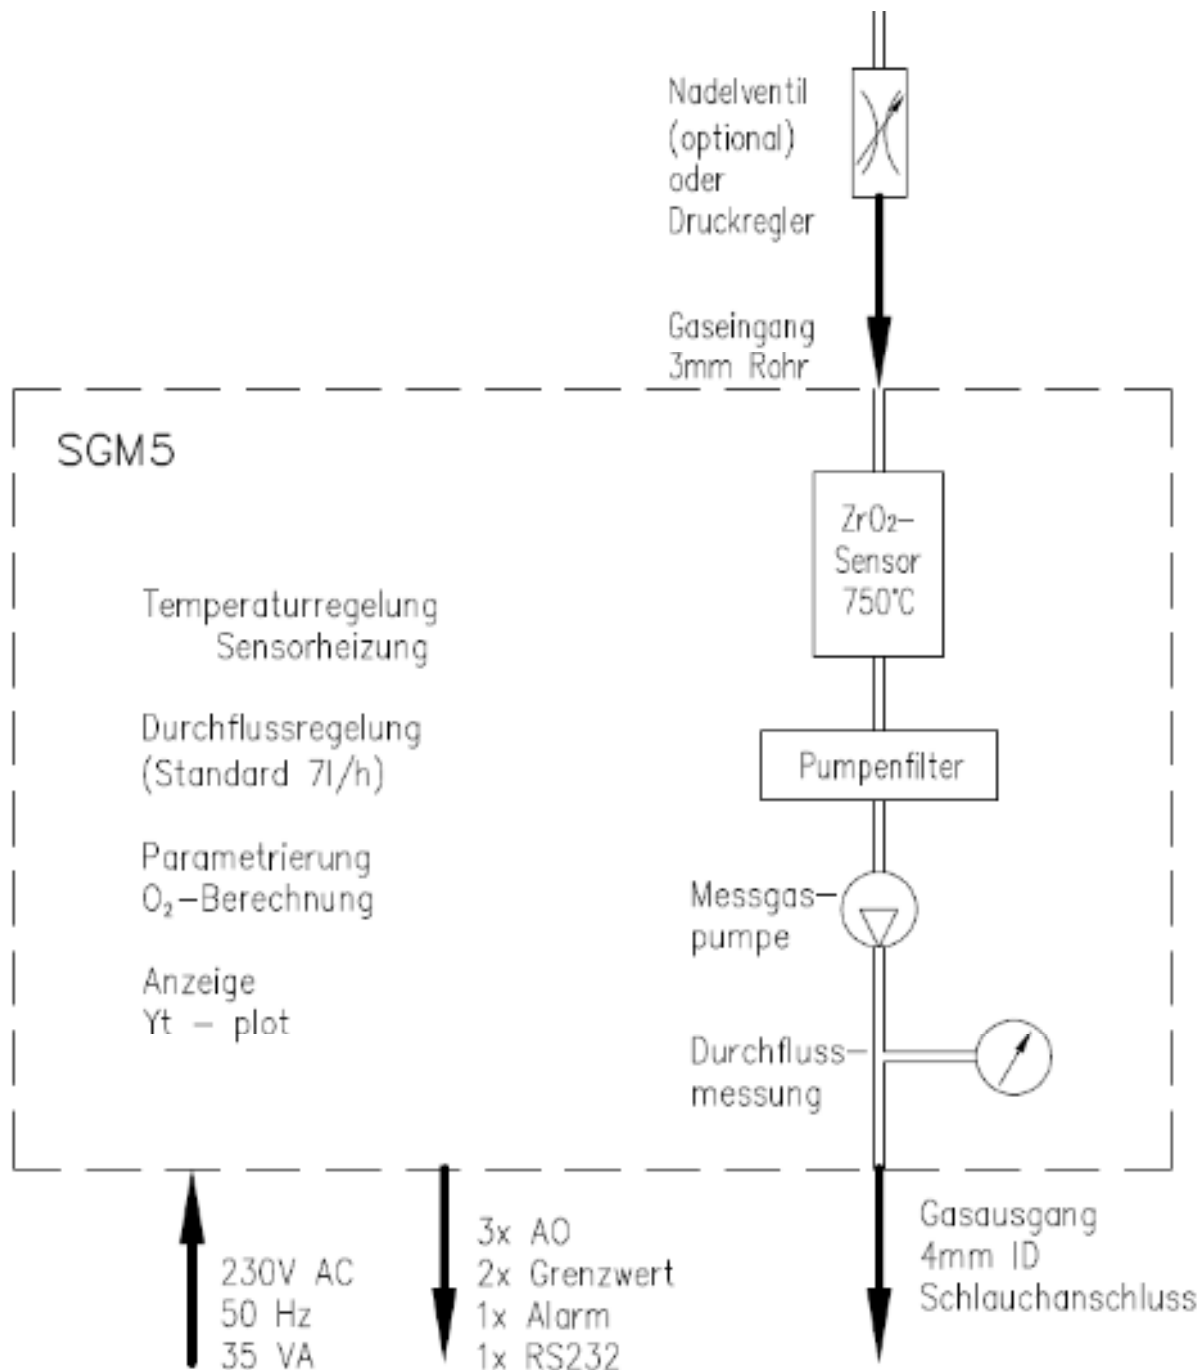 Nadelventil
(optional)
oder
Druckregler
Gaseingang
3mm Rohr
SGM5
ZrO₂-
Sensor
750°C
Temperaturregelung
Sensorheizung
Durchflussregelung
(Standard 7l/h)
Pumpenfilter
Parametrierung
O₂-Berechnung
Messgas-
pumpe
Anzeige
Yt - plot
Durchfluss-
messung
230V AC
50 Hz
35 VA
3x AO
2x Grenzwert
1x Alarm
1x RS232
Gasausgang
4mm ID
Schlauchanschluss